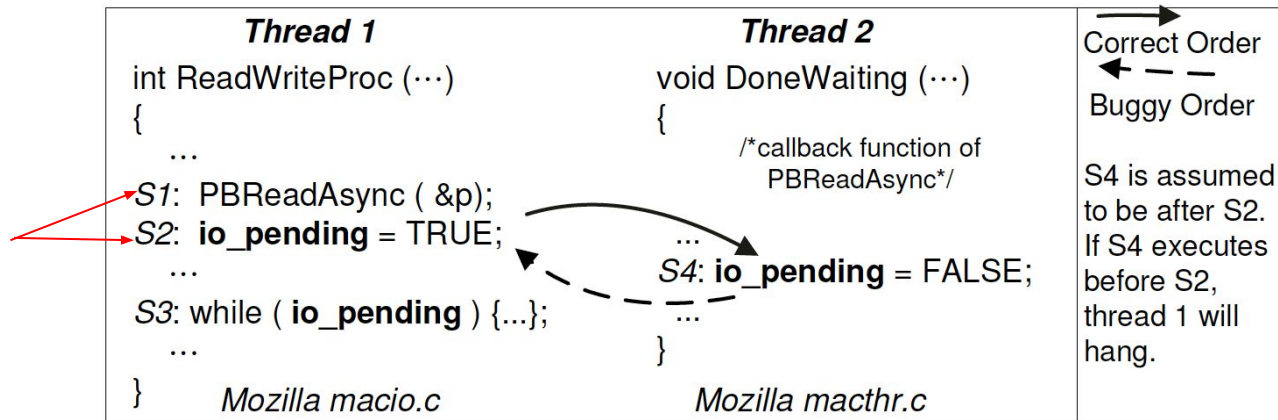 Thread 1
int ReadWriteProc (⋯)
{
⋯
S1: PBReadAsync ( &p);
S2: io_pending = TRUE;
⋯
S3: while ( io_pending ) {...};
⋯
}
Mozilla macio.c
Thread 2
void DoneWaiting (⋯)
{
/*callback function of
PBReadAsync*/
...
S4: io_pending = FALSE;
...
}
Mozilla macthr.c
Correct Order
Buggy Order
S4 is assumed
to be after S2.
If S4 executes
before S2,
thread 1 will
hang.